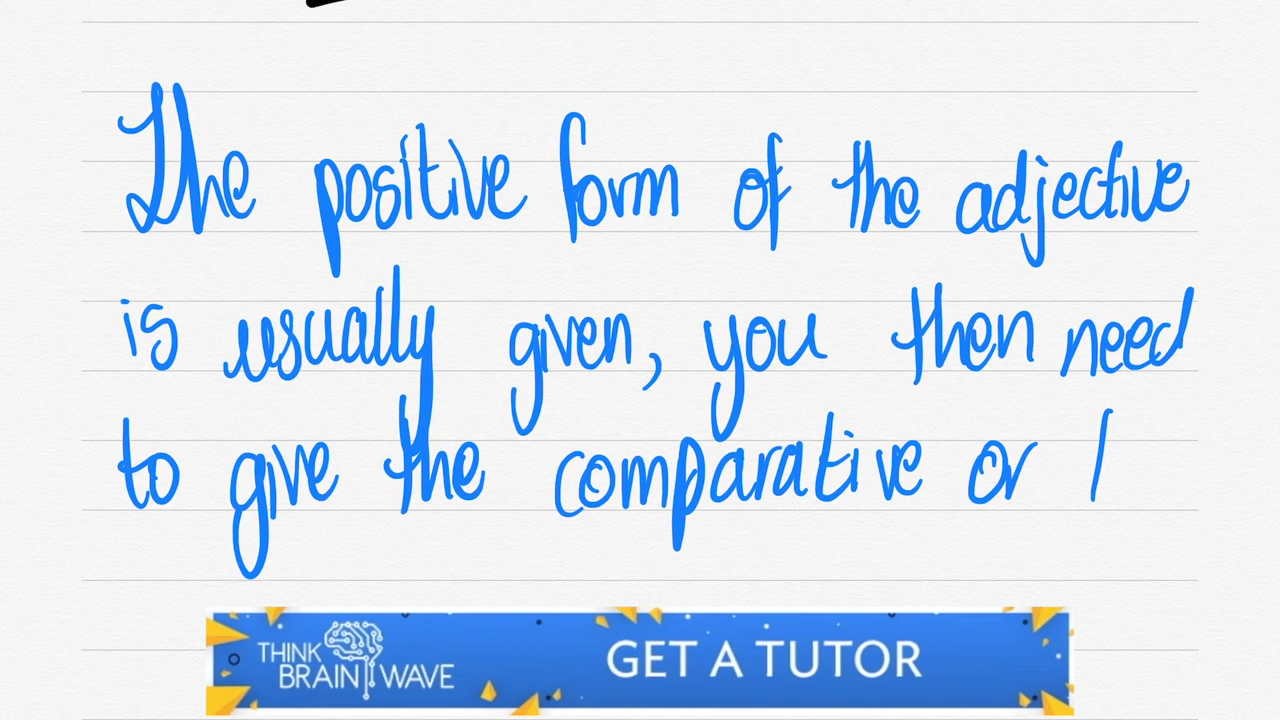 The positive form of the adjective
is usually given, you then need
to give the comparative or
THINK
BRAIN WAVE
GET A TUTOR